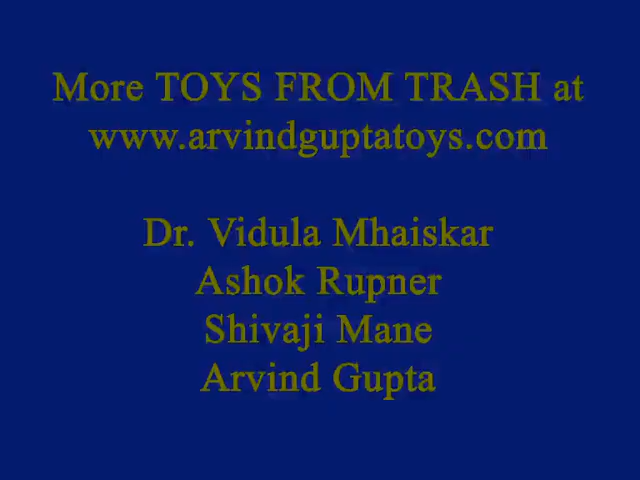 More TOYS FROM TRASH at
www.arvindguptatoys.com
Dr. Vidula Mhaiskar
Ashok Rupner
Shivaji Mane
Arvind Gupta